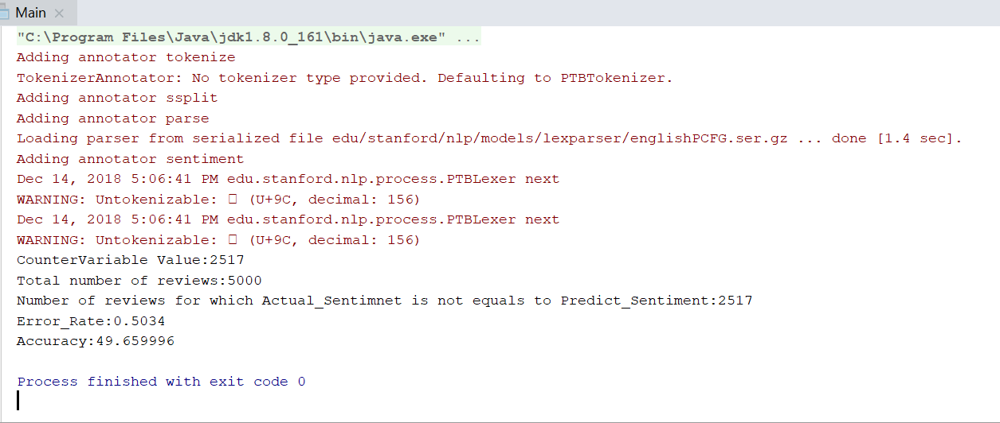 Main
"C:\Program Files\Java\jdk1.8.0_161\bin\java.exe" ...
Adding annotator tokenize
TokenizerAnnotator: No tokenizer type provided. Defaulting to PTBTokenizer.
Adding annotator ssplit
Adding annotator parse
Loading parser from serialized file edu/stanford/nlp/models/lexparser/englishPCFG.ser.gz ... done [1.4 sec].
Adding annotator sentiment
Dec 14, 2018 5:06:41 PM edu.stanford.nlp.process.PTBLexer next
WARNING: Untokenizable:  (U+9C, decimal: 156)
Dec 14, 2018 5:06:41 PM edu.stanford.nlp.process.PTBLexer next
WARNING: Untokenizable:  (U+9C, decimal: 156)
CounterVariable Value:2517
Total number of reviews:5000
Number of reviews for which Actual_Sentimnet is not equals to Predict_Sentiment:2517
Error_Rate:0.5034
Accuracy:49.659996
Process finished with exit code 0